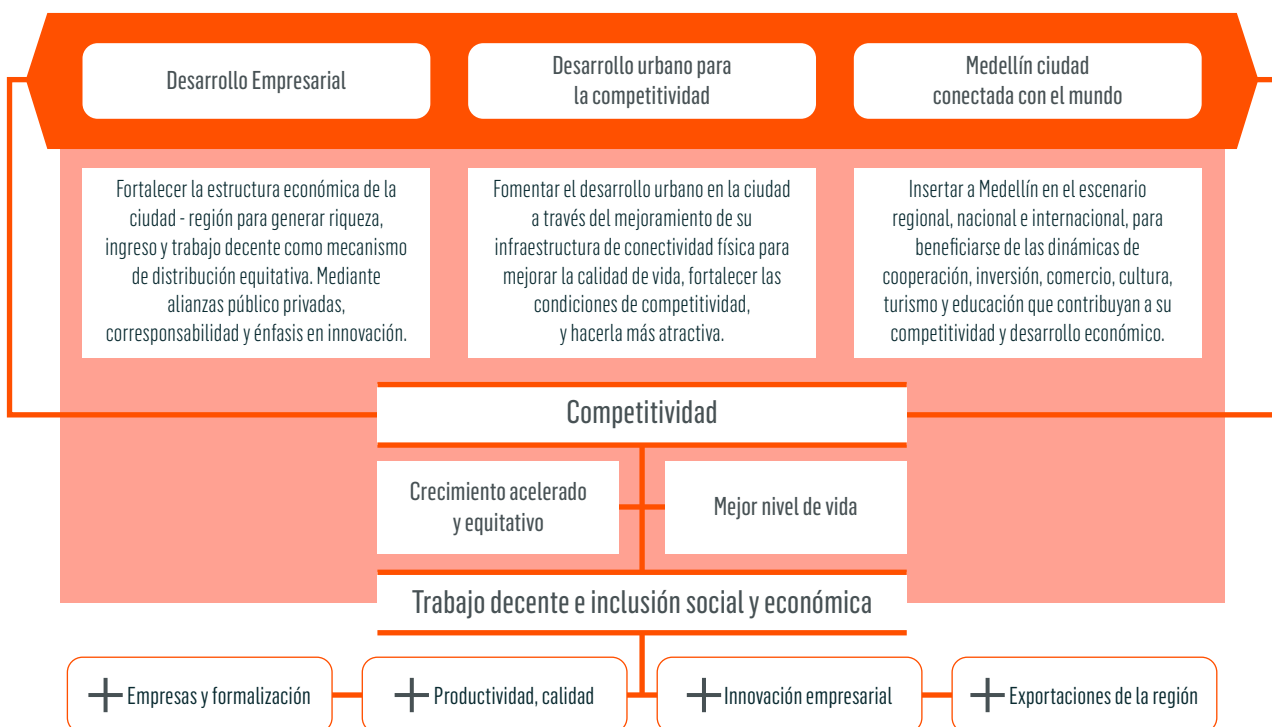 Desarrollo Empresarial
Desarrollo urbano para
la competitividad
Medellín ciudad
conectada con el mundo
Fortalecer la estructura económica de la
ciudad - región para generar riqueza,
ingreso y trabajo decente como mecanismo
de distribución equitativa. Mediante
alianzas público privadas,
corresponsabilidad y énfasis en innovación.
Fomentar el desarrollo urbano en la ciudad
a través del mejoramiento de su
infraestructura de conectividad física para
mejorar la calidad de vida, fortalecer las
condiciones de competitividad,
y hacerla más atractiva.
Insertar a Medellín en el escenario
regional, nacional e internacional, para
beneficiarse de las dinámicas de
cooperación, inversión, comercio, cultura,
turismo y educación que contribuyan a su
competitividad y desarrollo económico.
Competitividad
Crecimiento acelerado
y equitativo
Mejor nivel de vida
Trabajo decente e inclusión social y económica
+ Empresas y formalización
+ Productividad, calidad
+ Innovación empresarial
+ Exportaciones de la región